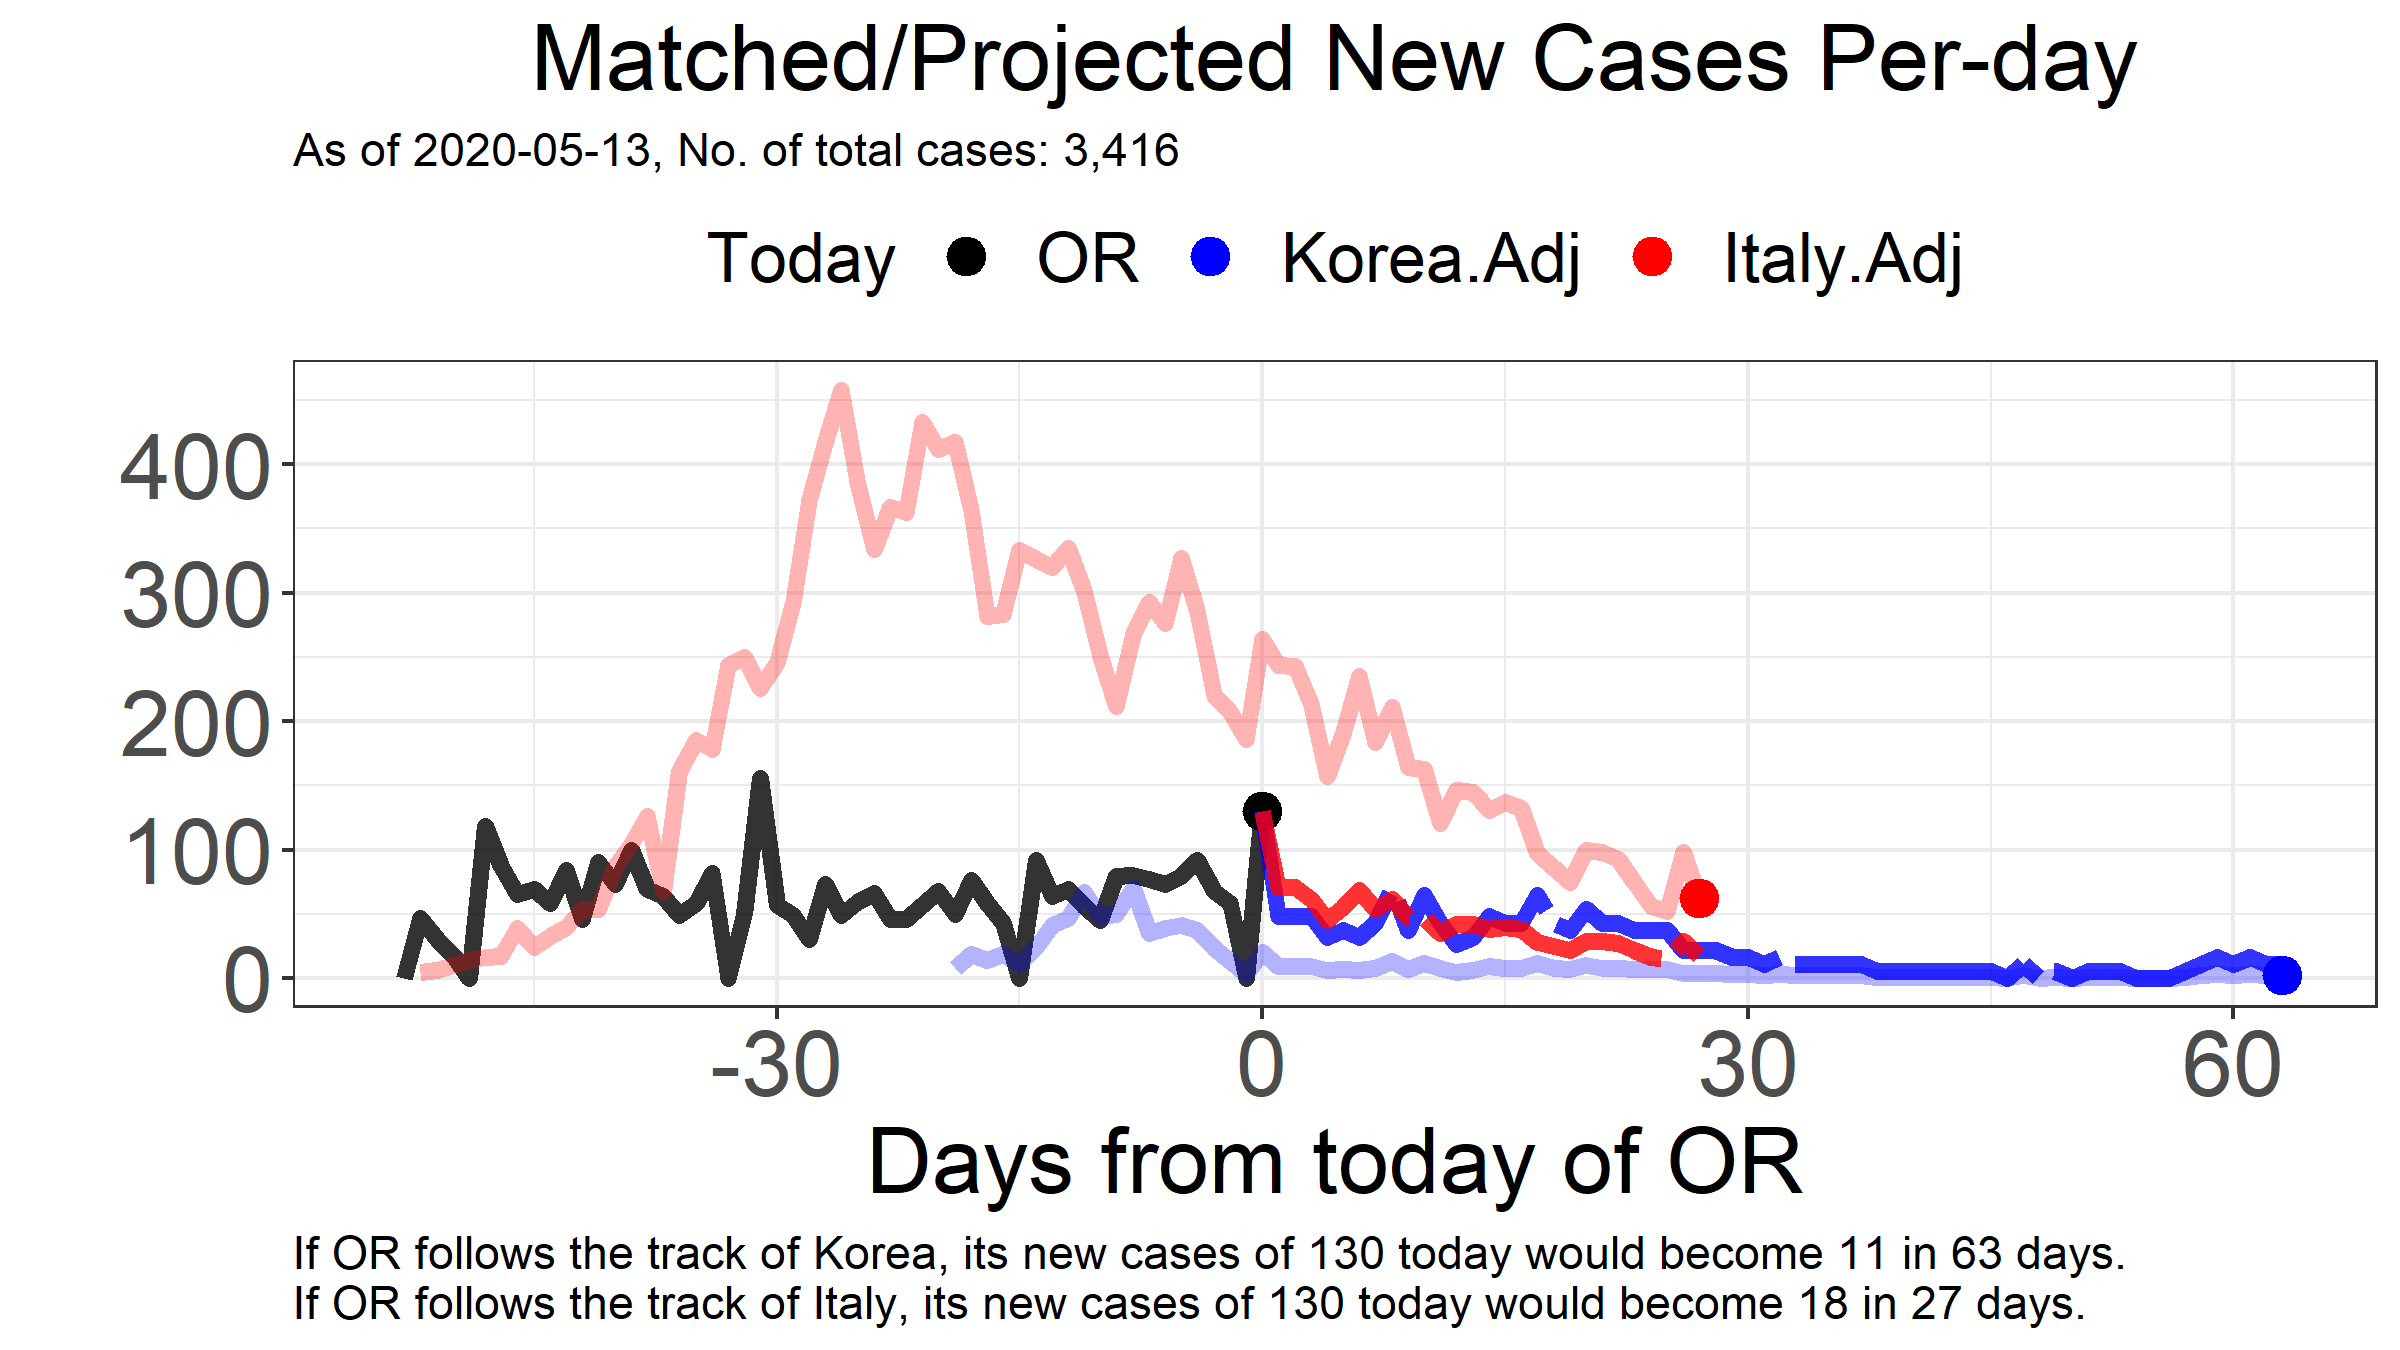 Matched/Projected New Cases Per-day
As of 2020-05-13, No. of total cases: 3,416
Today OR Korea.Adj Italy.Adj
400
300
200
100
0
-30 0 30 60
Days from today of OR
If OR follows the track of Korea, its new cases of 130 today would become 11 in 63 days.
If OR follows the track of Italy, its new cases of 130 today would become 18 in 27 days.